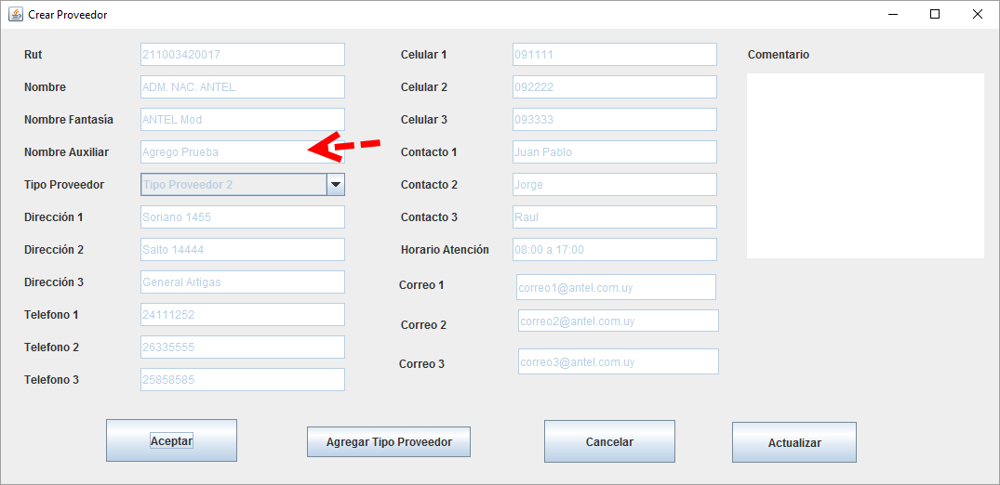 Crear Proveedor
Rut 211003420017
Nombre ADM. NAC. ANTEL
Nombre Fantasía ANTEL Mod
Nombre Auxiliar Agrego Prueba
Tipo Proveedor Tipo Proveedor 2
Dirección 1 Soriano 1455
Dirección 2 Salto 14444
Dirección 3 General Artigas
Telefono 1 24111252
Telefono 2 26335555
Telefono 3 25858585
Celular 1 091111
Celular 2 092222
Celular 3 093333
Contacto 1 Juan Pablo
Contacto 2 Jorge
Contacto 3 Raul
Horario Atención 08:00 a 17:00
Correo 1 correo1@antel.com.uy
Correo 2 correo2@antel.com.uy
Correo 3 correo3@antel.com.uy
Comentario
Aceptar Agregar Tipo Proveedor Cancelar Actualizar